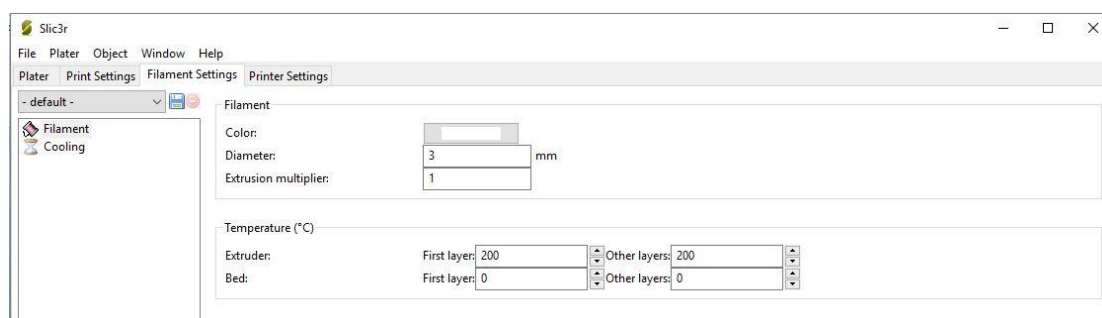 Slic3r
File Plater Object Window Help
Plater Print Settings Filament Settings Printer Settings
- default -
Filament
Cooling
Filament
Color:
Diameter: 3 mm
Extrusion multiplier: 1
Temperature (°C)
Extruder: First layer: 200 Other layers: 200
Bed: First layer: 0 Other layers: 0